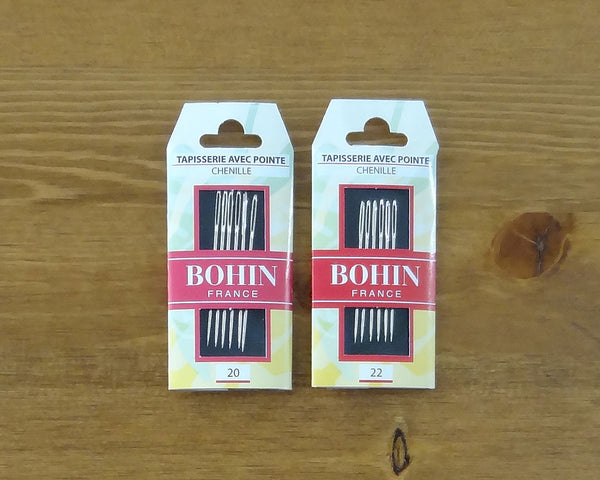 TAPISSERIE AVEC POINTE
CHENILLE
BOHIN
FRANCE
20
TAPISSERIE AVEC POINTE
CHENILLE
BOHIN
FRANCE
22